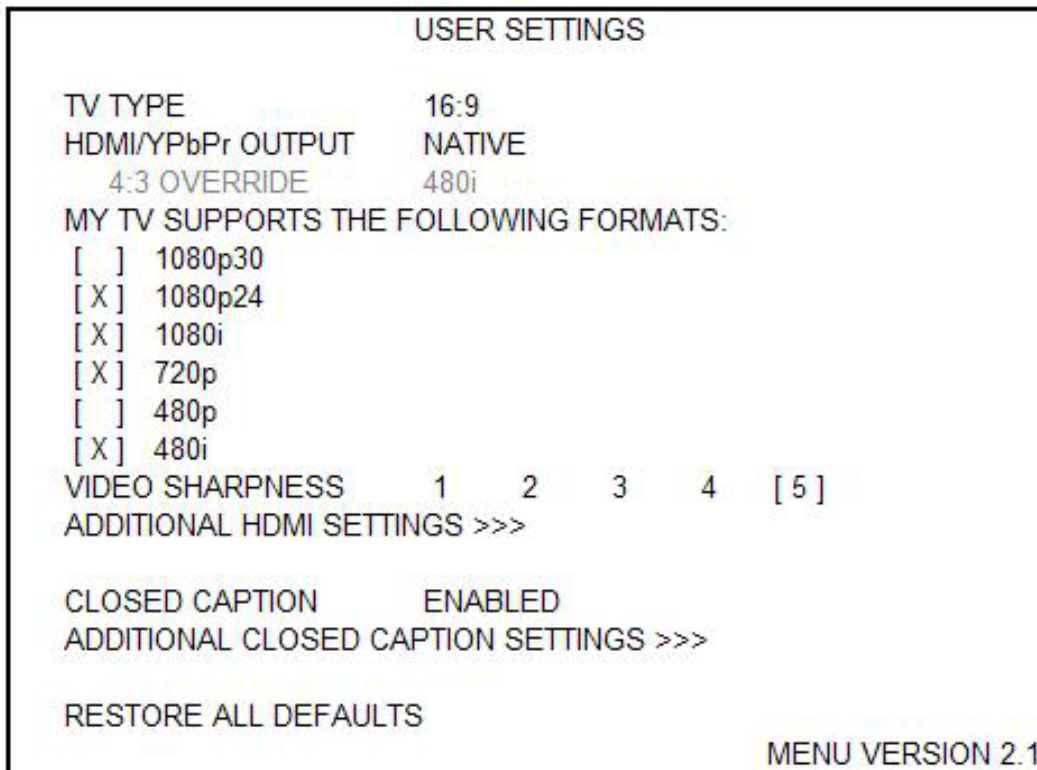 USER SETTINGS
TV TYPE 16:9
HDMI/YPbPr OUTPUT NATIVE
4:3 OVERRIDE 480i
MY TV SUPPORTS THE FOLLOWING FORMATS:
[ ] 1080p30
[ X ] 1080p24
[ X ] 1080i
[ X ] 720p
[ ] 480p
[ X ] 480i
VIDEO SHARPNESS 1 2 3 4 [ 5 ]
ADDITIONAL HDMI SETTINGS >>>
CLOSED CAPTION ENABLED
ADDITIONAL CLOSED CAPTION SETTINGS >>>
RESTORE ALL DEFAULTS
MENU VERSION 2.1